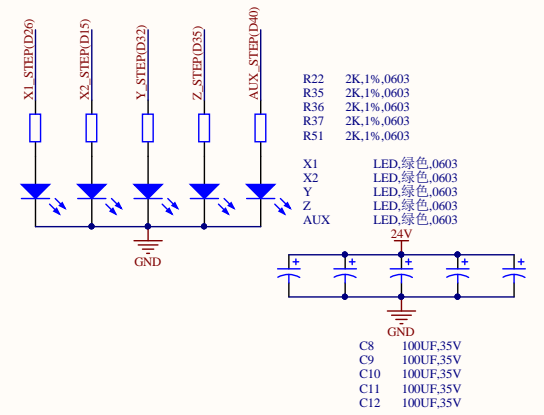 X1_STEP(D26)
X2_STEP(D15)
Y_STEP(D32)
Z_STEP(D35)
AUX_STEP(D40)
R22 2K,1%,0603
R35 2K,1%,0603
R36 2K,1%,0603
R37 2K,1%,0603
R51 2K,1%,0603
X1 LED,绿色,0603
X2 LED,绿色,0603
Y LED,绿色,0603
Z LED,绿色,0603
AUX LED,绿色,0603
GND
24V
+ + + + +
GND
C8 100UF,35V
C9 100UF,35V
C10 100UF,35V
C11 100UF,35V
C12 100UF,35V